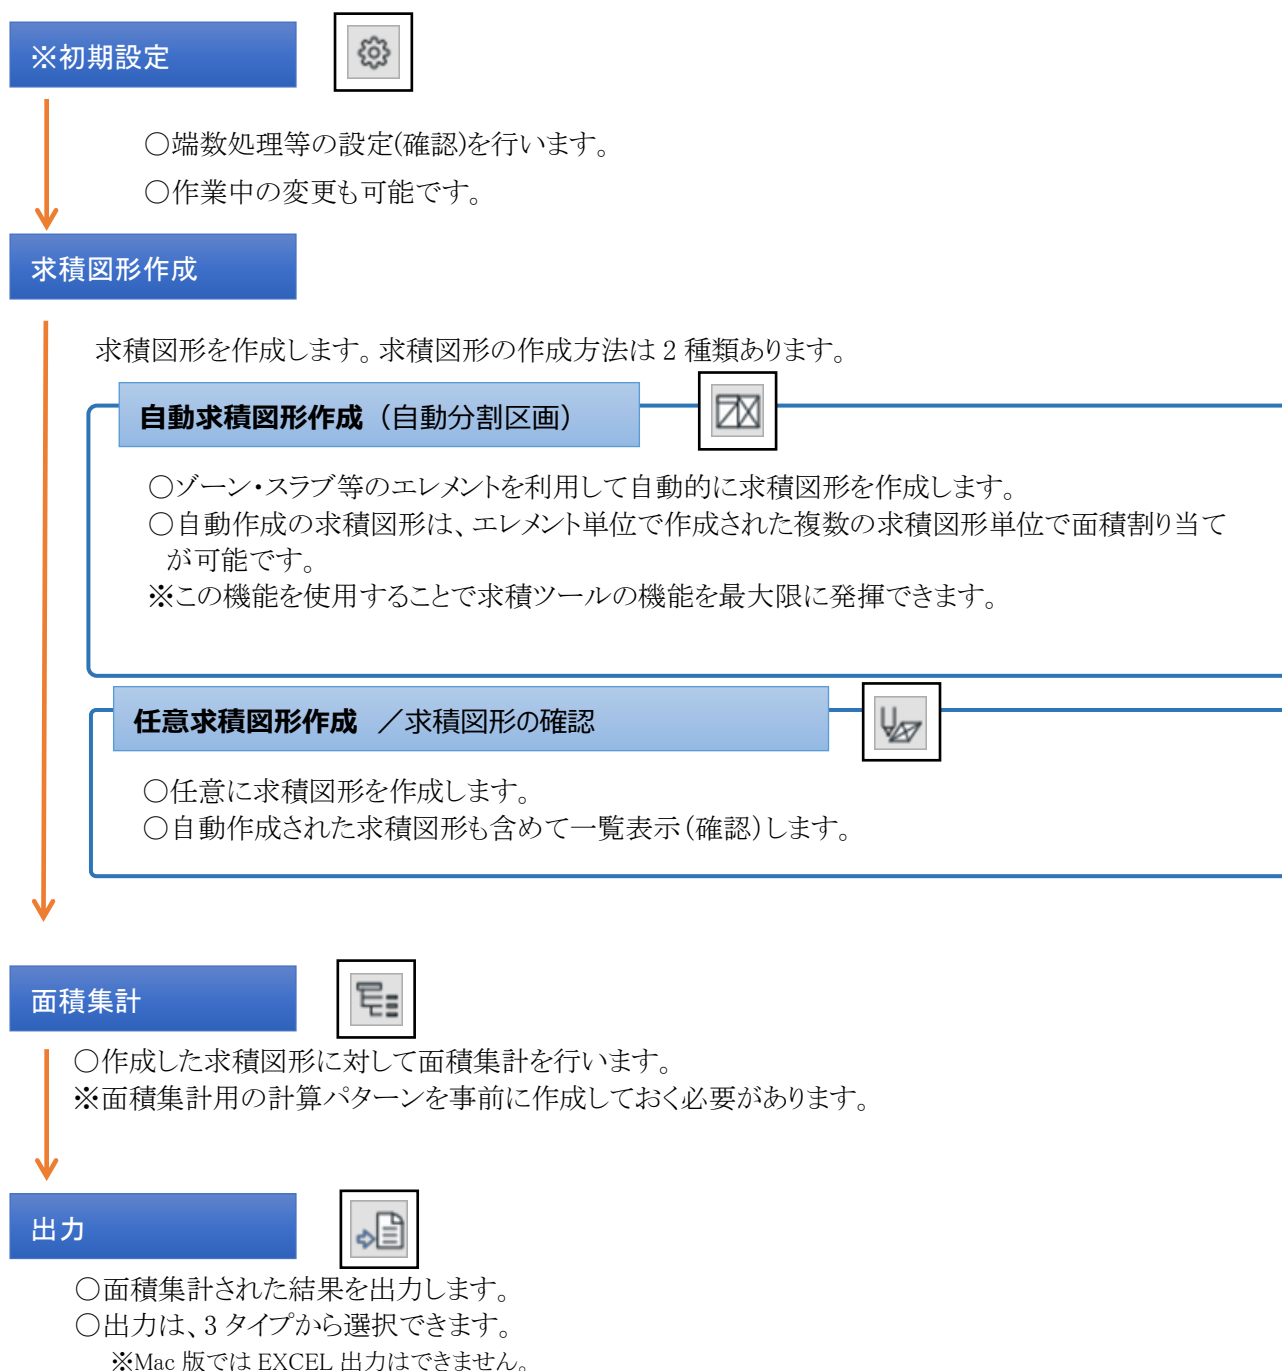 ※初期設定
○端数処理等の設定(確認)を行います。
○作業中の変更も可能です。
求積図形作成
求積図形を作成します。求積図形の作成方法は 2 種類あります。
自動求積図形作成（自動分割区画）
○ゾーン・スラブ等のエレメントを利用して自動的に求積図形を作成します。
○自動作成の求積図形は、エレメント単位で作成された複数の求積図形単位で面積割り当て
が可能です。
※この機能を使用することで求積ツールの機能を最大限に発揮できます。
任意求積図形作成 ／求積図形の確認
○任意に求積図形を作成します。
○自動作成された求積図形も含めて一覧表示（確認）します。
面積集計
○作成した求積図形に対して面積集計を行います。
※面積集計用の計算パターンを事前に作成しておく必要があります。
出力
○面積集計された結果を出力します。
○出力は、3 タイプから選択できます。
※Mac 版では EXCEL 出力はできません。